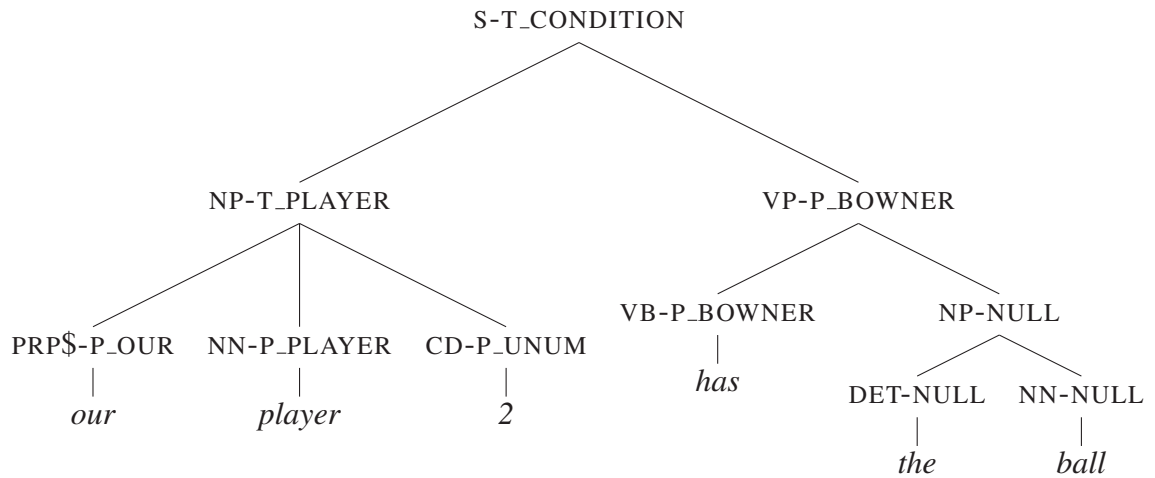 S-T_CONDITION
NP-T_PLAYER VP-P_BOWNER
PRP$-P_OUR NN-P_PLAYER CD-P_UNUM VB-P_BOWNER NP-NULL
our player 2 has DET-NULL NN-NULL
the ball